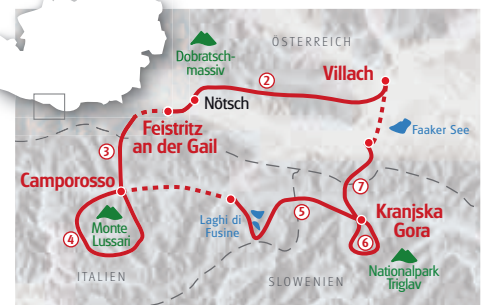 ÖSTERREICH
Dobratsch-
massiv
Villach
2
Nötsch
Feistritz
an der Gail
Faaker See
3
Camporosso
7
Monte
Lussari
4
Laghi di
Fusine
5
Kranjska
Gora
6
ITALIEN
SLOWENIEN
Nationalpark
Triglav